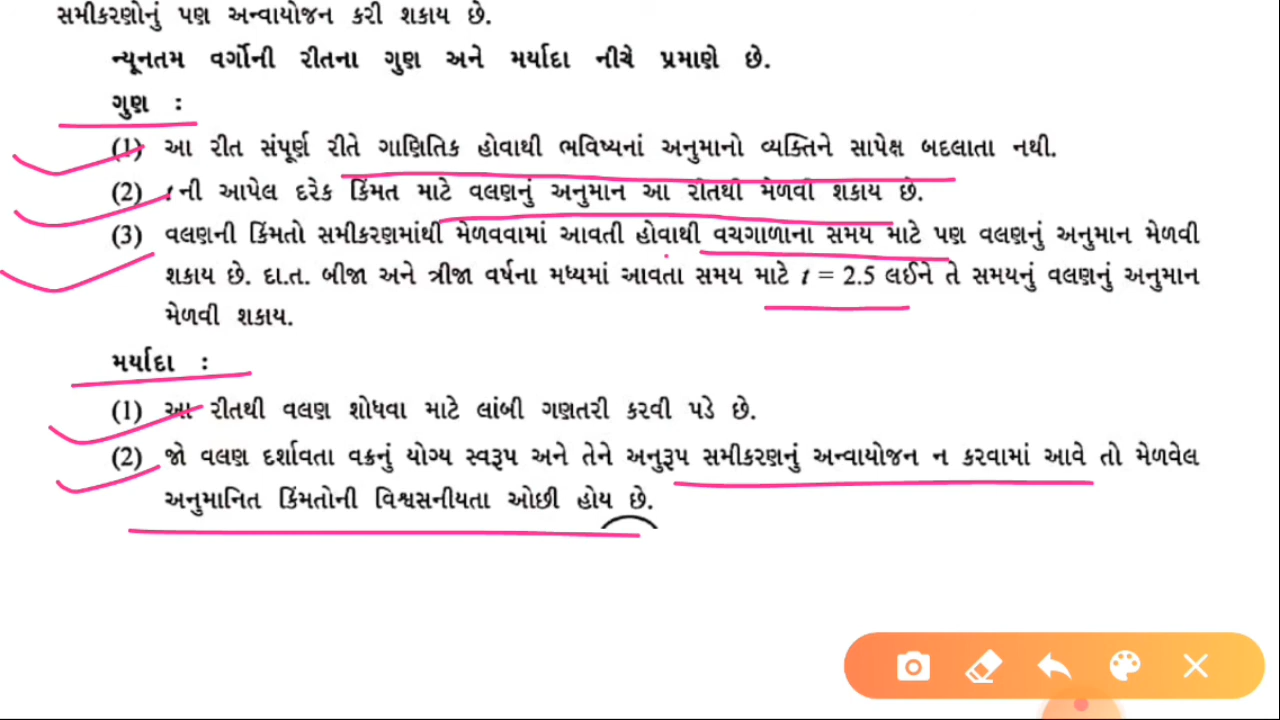 સમીકરણોનું પણ અન્વાયોજન કરી શકાય છે.
ન્યૂનતમ વર્ગોની રીતના ગુણ અને મર્યાદા નીચે પ્રમાણે છે.
ગુણ :
(1) આ રીત સંપૂર્ણ રીતે ગાણિતિક હોવાથી ભવિષ્યનાં અનુમાનો વ્યક્તિને સાપેક્ષ બદલાતા નથી.
(2) t ની આપેલ દરેક કિંમત માટે વલણનું અનુમાન આ રીતથી મેળવી શકાય છે.
(3) વલણની કિંમતો સમીકરણમાંથી મેળવવામાં આવતી હોવાથી વચગાળાના સમય માટે પણ વલણનું અનુમાન મેળવી
શકાય છે. દા.ત. બીજા અને ત્રીજા વર્ષના મધ્યમાં આવતા સમય માટે t = 2.5 લઈને તે સમયનું વલણનું અનુમાન
મેળવી શકાય.
મર્યાદા :
(1) આ રીતથી વલણ શોધવા માટે લાંબી ગણતરી કરવી પડે છે.
(2) જો વલણ દર્શાવતા વક્રનું યોગ્ય સ્વરૂપ અને તેને અનુરૂપ સમીકરણનું અન્વાયોજન ન કરવામાં આવે તો મેળવેલ
અનુમાનિત કિંમતોની વિશ્વસનીયતા ઓછી હોય છે.